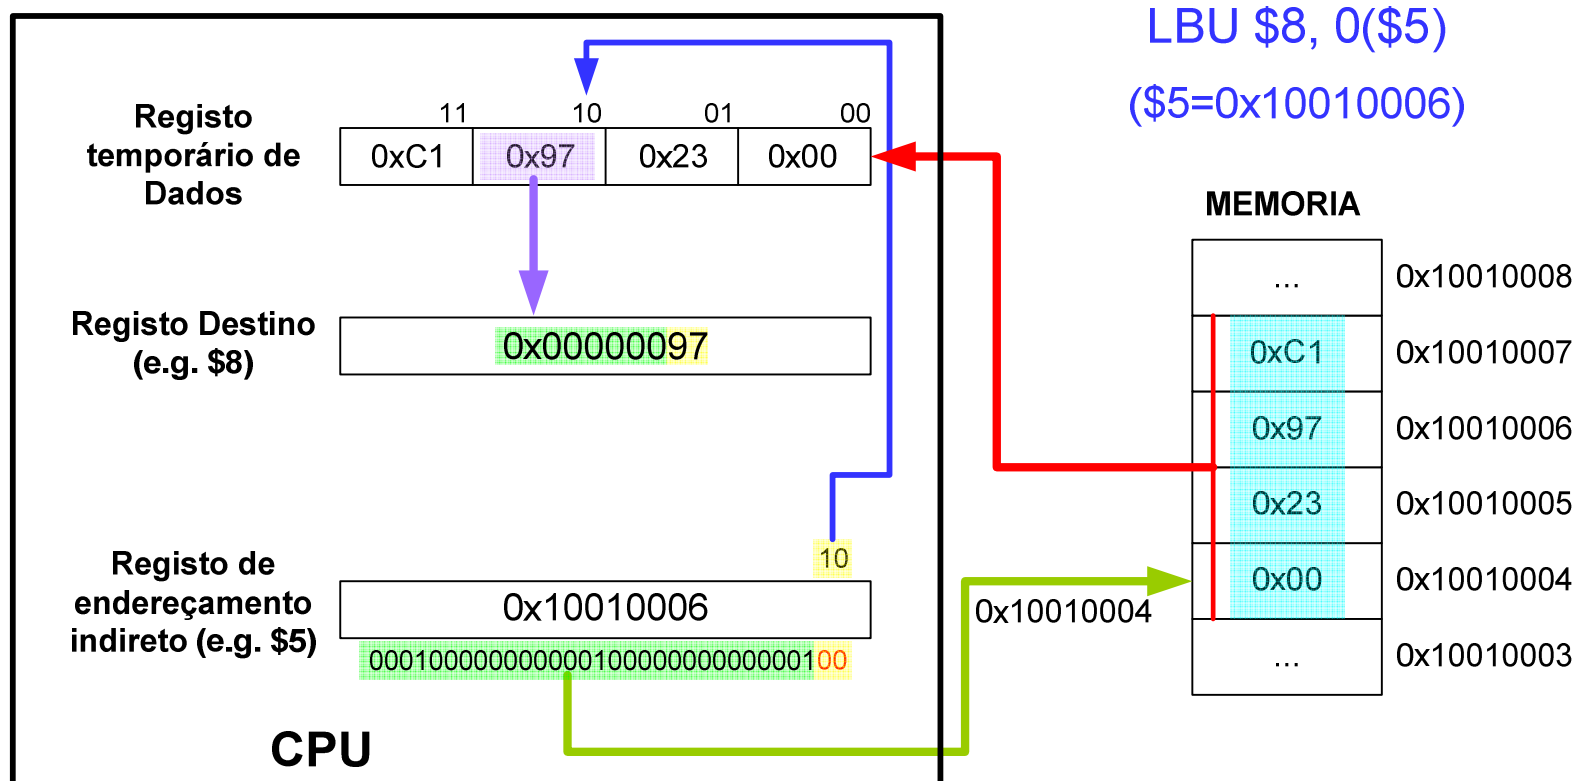 LBU $8, 0($5)
($5=0x10010006)
Registo
temporário de
Dados
11 10 01 00
0xC1 0x97 0x23 0x00
MEMORIA
... 0x10010008
0xC1 0x10010007
0x97 0x10010006
0x23 0x10010005
0x00 0x10010004
... 0x10010003
Registo Destino
(e.g. $8)
0x00000097
10
Registo de
endereçamento
indireto (e.g. $5)
0x10010006
00010000000000010000000000000100
0x10010004
CPU